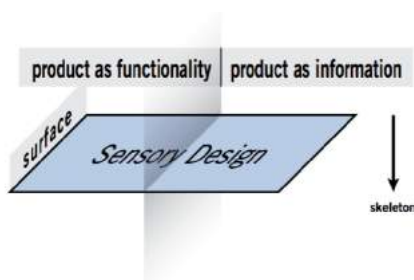 product as functionality product as information
surface
Sensory Design
skeleton